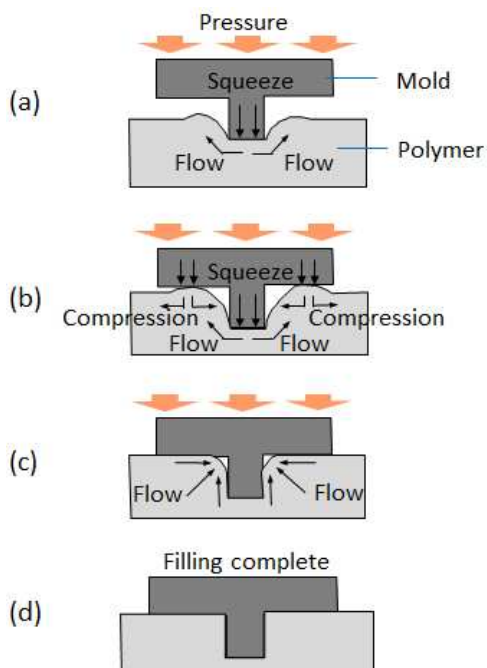 Pressure
(a)
Squeeze
Mold
Flow
Flow
Polymer
(b)
Squeeze
Compression
Compression
Flow
Flow
(c)
Flow
Flow
Filling complete
(d)